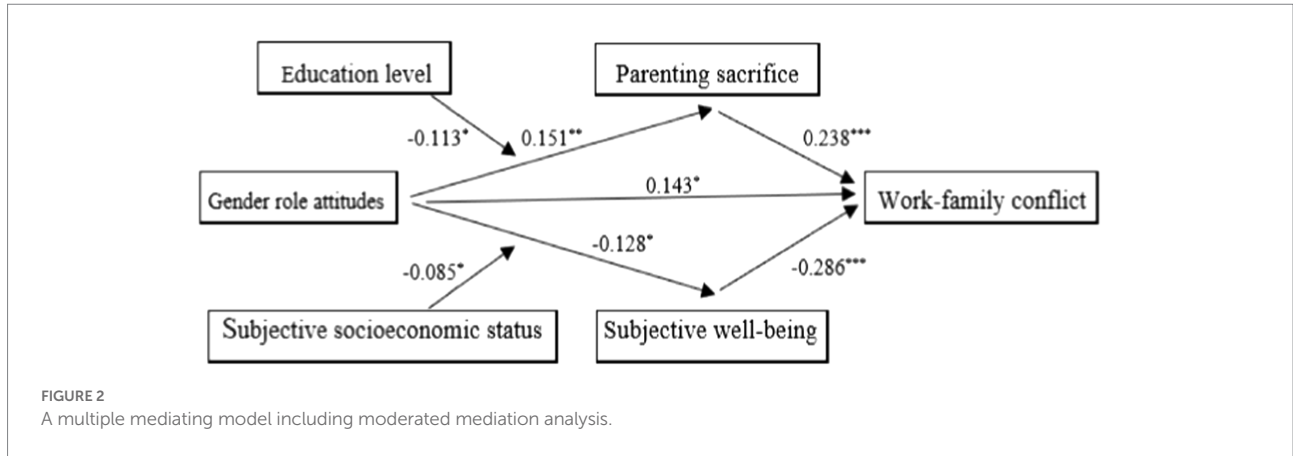 Education level
Parenting sacrifice
-0.113*
0.151**
0.238***
Gender role attitudes
0.143*
Work-family conflict
-0.128*
-0.085*
-0.286***
Subjective socioeconomic status
Subjective well-being
FIGURE 2
A multiple mediating model including moderated mediation analysis.